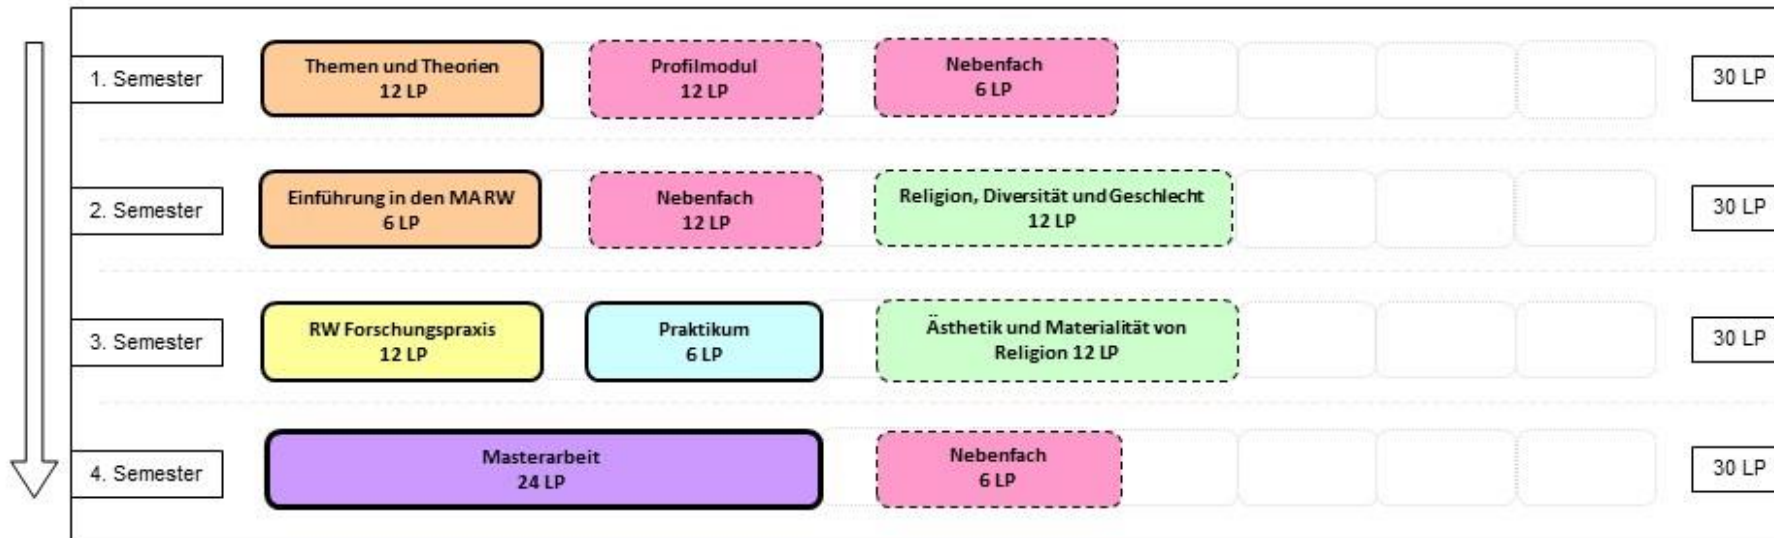 1. Semester
Themen und Theorien
12 LP
Profilmodul
12 LP
Nebenfach
6 LP
30 LP
2. Semester
Einführung in den MA RW
6 LP
Nebenfach
12 LP
Religion, Diversität und Geschlecht
12 LP
30 LP
3. Semester
RW Forschungspraxis
12 LP
Praktikum
6 LP
Ästhetik und Materialität von
Religion 12 LP
30 LP
4. Semester
Masterarbeit
24 LP
Nebenfach
6 LP
30 LP